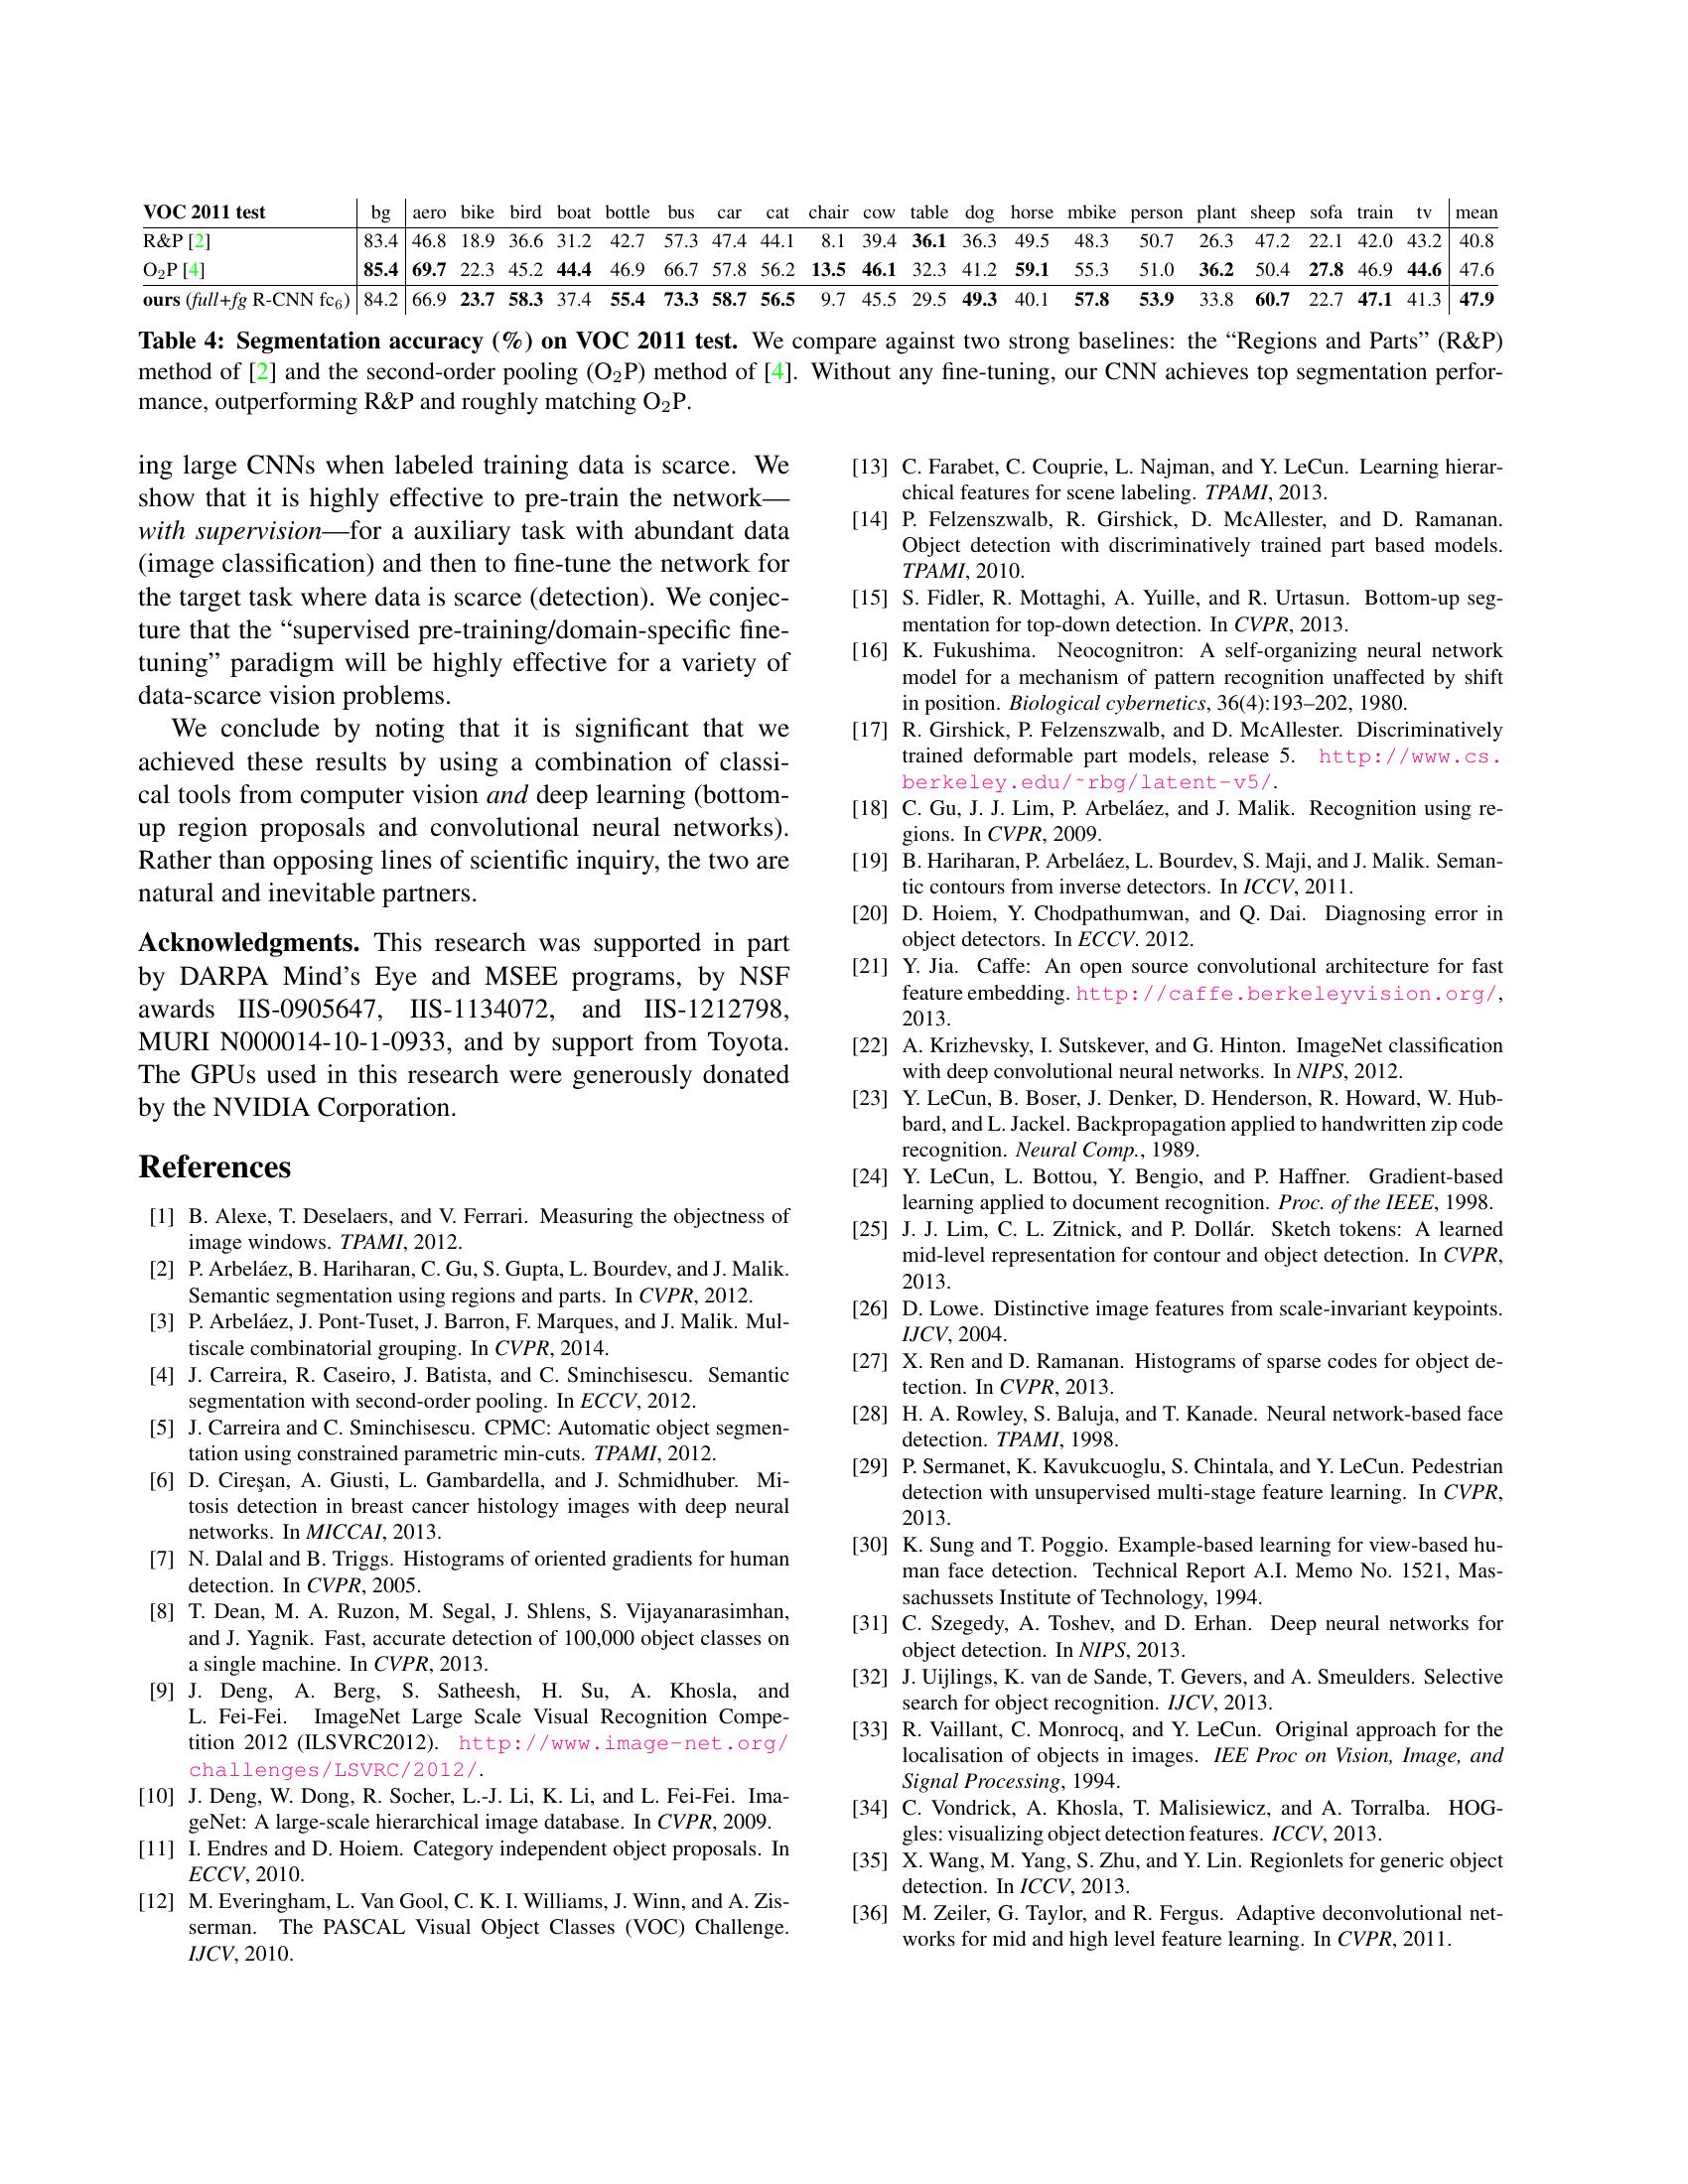 VOC 2011 test bg aero bike bird boat bottle bus car cat chair cow table dog horse mbike person plant sheep sofa train tv mean
R&P [2] 83.4 46.8 18.9 36.6 31.2 42.7 57.3 47.4 44.1 8.1 39.4 36.1 36.3 49.5 48.3 50.7 26.3 47.2 22.1 42.0 43.2 40.8
O₂P [4] 85.4 69.7 22.3 45.2 44.4 46.9 66.7 57.8 56.2 13.5 46.1 32.3 41.2 59.1 55.3 51.0 36.2 50.4 27.8 46.9 44.6 47.6
ours (full+fg R-CNN fc₆) 84.2 66.9 23.7 58.3 37.4 55.4 73.3 58.7 56.5 9.7 45.5 29.5 49.3 40.1 57.8 53.9 33.8 60.7 22.7 47.1 41.3 47.9
Table 4: Segmentation accuracy (%) on VOC 2011 test. We compare against two strong baselines: the “Regions and Parts” (R&P)
method of [2] and the second-order pooling (O₂P) method of [4]. Without any fine-tuning, our CNN achieves top segmentation perfor-
mance, outperforming R&P and roughly matching O₂P.
ing large CNNs when labeled training data is scarce. We
show that it is highly effective to pre-train the network—
with supervision—for a auxiliary task with abundant data
(image classification) and then to fine-tune the network for
the target task where data is scarce (detection). We conjec-
ture that the “supervised pre-training/domain-specific fine-
tuning” paradigm will be highly effective for a variety of
data-scarce vision problems.
We conclude by noting that it is significant that we
achieved these results by using a combination of classi-
cal tools from computer vision and deep learning (bottom-
up region proposals and convolutional neural networks).
Rather than opposing lines of scientific inquiry, the two are
natural and inevitable partners.
Acknowledgments. This research was supported in part
by DARPA Mind’s Eye and MSEE programs, by NSF
awards IIS-0905647, IIS-1134072, and IIS-1212798,
MURI N000014-10-1-0933, and by support from Toyota.
The GPUs used in this research were generously donated
by the NVIDIA Corporation.
References
[1] B. Alexe, T. Deselaers, and V. Ferrari. Measuring the objectness of
image windows. TPAMI, 2012.
[2] P. Arbeláez, B. Hariharan, C. Gu, S. Gupta, L. Bourdev, and J. Malik.
Semantic segmentation using regions and parts. In CVPR, 2012.
[3] P. Arbeláez, J. Pont-Tuset, J. Barron, F. Marques, and J. Malik. Mul-
tiscale combinatorial grouping. In CVPR, 2014.
[4] J. Carreira, R. Caseiro, J. Batista, and C. Sminchisescu. Semantic
segmentation with second-order pooling. In ECCV, 2012.
[5] J. Carreira and C. Sminchisescu. CPMC: Automatic object segmen-
tation using constrained parametric min-cuts. TPAMI, 2012.
[6] D. Cireşan, A. Giusti, L. Gambardella, and J. Schmidhuber. Mi-
tosis detection in breast cancer histology images with deep neural
networks. In MICCAI, 2013.
[7] N. Dalal and B. Triggs. Histograms of oriented gradients for human
detection. In CVPR, 2005.
[8] T. Dean, M. A. Ruzon, M. Segal, J. Shlens, S. Vijayanarasimhan,
and J. Yagnik. Fast, accurate detection of 100,000 object classes on
a single machine. In CVPR, 2013.
[9] J. Deng, A. Berg, S. Satheesh, H. Su, A. Khosla, and
L. Fei-Fei. ImageNet Large Scale Visual Recognition Compe-
tition 2012 (ILSVRC2012). http://www.image-net.org/
challenges/LSVRC/2012/.
[10] J. Deng, W. Dong, R. Socher, L.-J. Li, K. Li, and L. Fei-Fei. Ima-
geNet: A large-scale hierarchical image database. In CVPR, 2009.
[11] I. Endres and D. Hoiem. Category independent object proposals. In
ECCV, 2010.
[12] M. Everingham, L. Van Gool, C. K. I. Williams, J. Winn, and A. Zis-
serman. The PASCAL Visual Object Classes (VOC) Challenge.
IJCV, 2010.
[13] C. Farabet, C. Couprie, L. Najman, and Y. LeCun. Learning hierar-
chical features for scene labeling. TPAMI, 2013.
[14] P. Felzenszwalb, R. Girshick, D. McAllester, and D. Ramanan.
Object detection with discriminatively trained part based models.
TPAMI, 2010.
[15] S. Fidler, R. Mottaghi, A. Yuille, and R. Urtasun. Bottom-up seg-
mentation for top-down detection. In CVPR, 2013.
[16] K. Fukushima. Neocognitron: A self-organizing neural network
model for a mechanism of pattern recognition unaffected by shift
in position. Biological cybernetics, 36(4):193–202, 1980.
[17] R. Girshick, P. Felzenszwalb, and D. McAllester. Discriminatively
trained deformable part models, release 5. http://www.cs.
berkeley.edu/~rbg/latent-v5/.
[18] C. Gu, J. J. Lim, P. Arbeláez, and J. Malik. Recognition using re-
gions. In CVPR, 2009.
[19] B. Hariharan, P. Arbeláez, L. Bourdev, S. Maji, and J. Malik. Seman-
tic contours from inverse detectors. In ICCV, 2011.
[20] D. Hoiem, Y. Chodpathumwan, and Q. Dai. Diagnosing error in
object detectors. In ECCV. 2012.
[21] Y. Jia. Caffe: An open source convolutional architecture for fast
feature embedding. http://caffe.berkeleyvision.org/,
2013.
[22] A. Krizhevsky, I. Sutskever, and G. Hinton. ImageNet classification
with deep convolutional neural networks. In NIPS, 2012.
[23] Y. LeCun, B. Boser, J. Denker, D. Henderson, R. Howard, W. Hub-
bard, and L. Jackel. Backpropagation applied to handwritten zip code
recognition. Neural Comp., 1989.
[24] Y. LeCun, L. Bottou, Y. Bengio, and P. Haffner. Gradient-based
learning applied to document recognition. Proc. of the IEEE, 1998.
[25] J. J. Lim, C. L. Zitnick, and P. Dollár. Sketch tokens: A learned
mid-level representation for contour and object detection. In CVPR,
2013.
[26] D. Lowe. Distinctive image features from scale-invariant keypoints.
IJCV, 2004.
[27] X. Ren and D. Ramanan. Histograms of sparse codes for object de-
tection. In CVPR, 2013.
[28] H. A. Rowley, S. Baluja, and T. Kanade. Neural network-based face
detection. TPAMI, 1998.
[29] P. Sermanet, K. Kavukcuoglu, S. Chintala, and Y. LeCun. Pedestrian
detection with unsupervised multi-stage feature learning. In CVPR,
2013.
[30] K. Sung and T. Poggio. Example-based learning for view-based hu-
man face detection. Technical Report A.I. Memo No. 1521, Mas-
sachussets Institute of Technology, 1994.
[31] C. Szegedy, A. Toshev, and D. Erhan. Deep neural networks for
object detection. In NIPS, 2013.
[32] J. Uijlings, K. van de Sande, T. Gevers, and A. Smeulders. Selective
search for object recognition. IJCV, 2013.
[33] R. Vaillant, C. Monrocq, and Y. LeCun. Original approach for the
localisation of objects in images. IEE Proc on Vision, Image, and
Signal Processing, 1994.
[34] C. Vondrick, A. Khosla, T. Malisiewicz, and A. Torralba. HOG-
gles: visualizing object detection features. ICCV, 2013.
[35] X. Wang, M. Yang, S. Zhu, and Y. Lin. Regionlets for generic object
detection. In ICCV, 2013.
[36] M. Zeiler, G. Taylor, and R. Fergus. Adaptive deconvolutional net-
works for mid and high level feature learning. In CVPR, 2011.